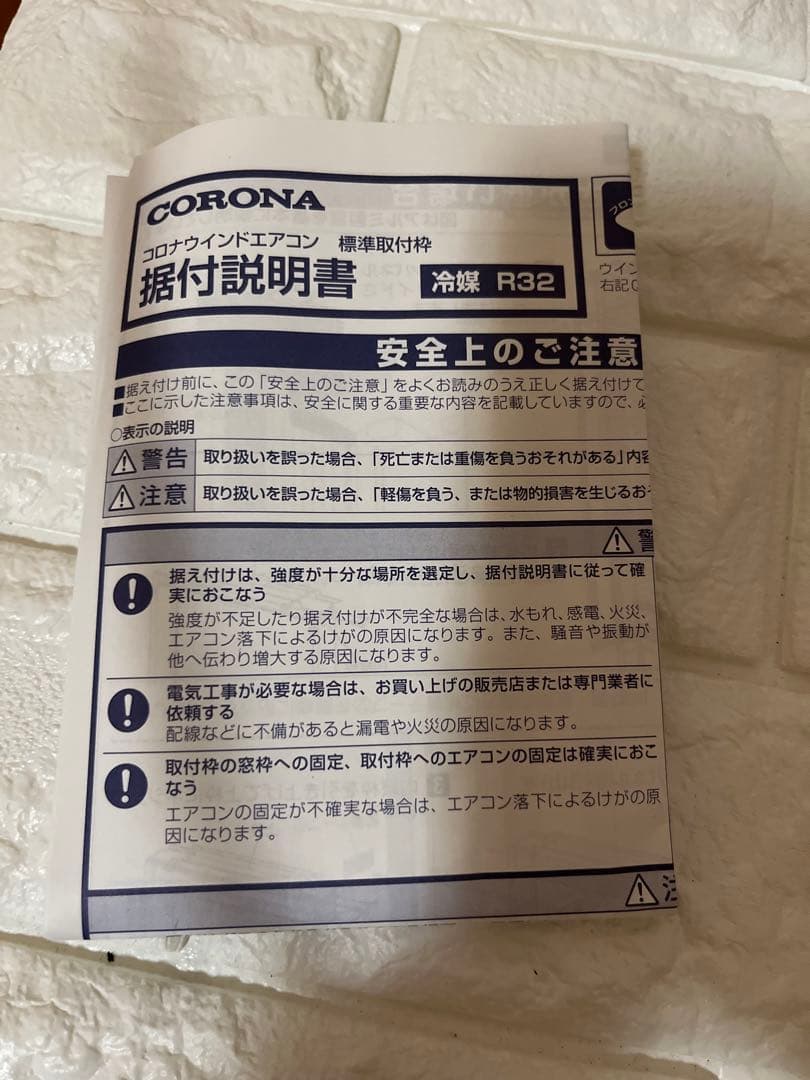 CORONA
コロナウインドエアコン 標準取付枠
据付説明書
冷媒 R32
フロン
ウイン
右記
安全上のご注意
■据え付け前に、この「安全上のご注意」をよくお読みのうえ正しく据え付けて
■ここに示した注意事項は、安全に関する重要な内容を記載していますので、必
○表示の説明
警告 取り扱いを誤った場合、「死亡または重傷を負うおそれがある」内容
注意 取り扱いを誤った場合、「軽傷を負う、または物的損害を生じるおそ
警
据え付けは、強度が十分な場所を選定し、据付説明書に従って確
実におこなう
強度が不足したり据え付けが不完全な場合は、水もれ、感電、火災、
エアコン落下によるけがの原因になります。また、騒音や振動が
他へ伝わり増大する原因になります。
電気工事が必要な場合は、お買い上げの販売店または専門業者に
依頼する
配線などに不備があると漏電や火災の原因になります。
取付枠の窓枠への固定、取付枠へのエアコンの固定は確実におこ
なう
エアコンの固定が不確実な場合は、エアコン落下によるけがの原
因になります。
注